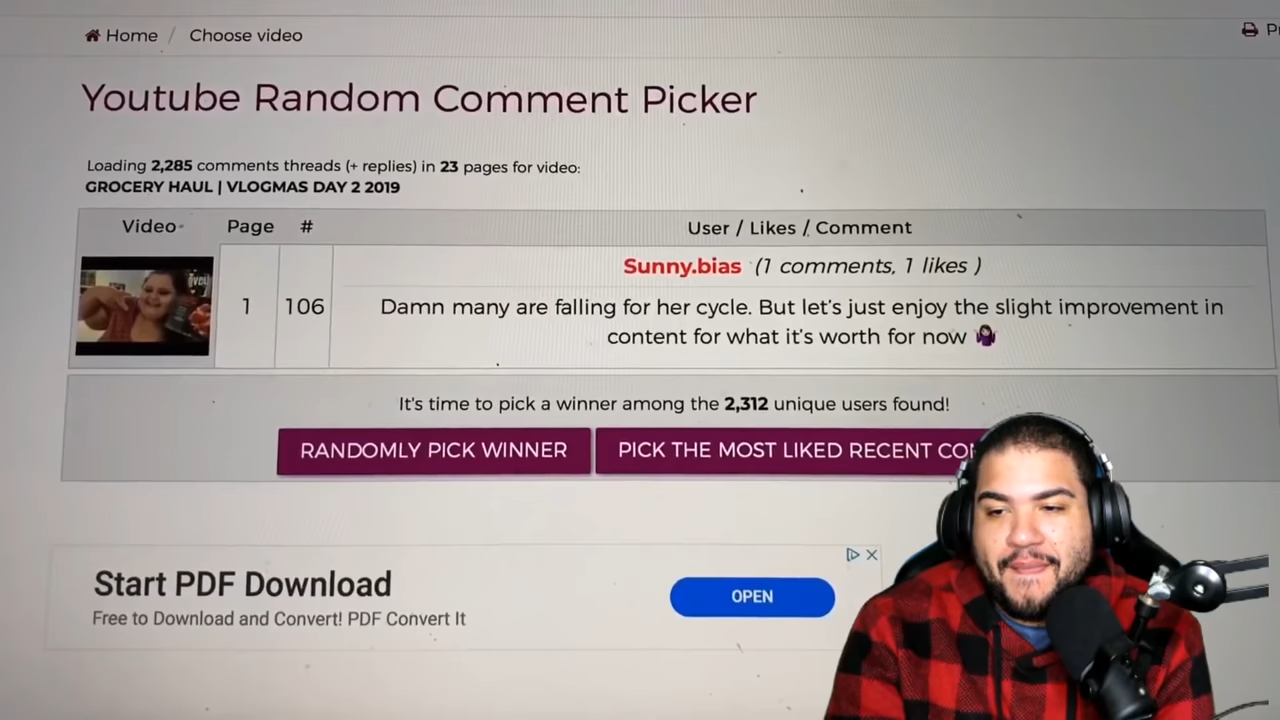 Home / Choose video
Youtube Random Comment Picker
Loading 2,285 comments threads (+ replies) in 23 pages for video:
GROCERY HAUL | VLOGMAS DAY 2 2019
Video Page # User / Likes / Comment
Sunny.bias (1 comments, 1 likes )
1 106 Damn many are falling for her cycle. But let's just enjoy the slight improvement in
content for what it's worth for now 🤷🏻‍♀️
It's time to pick a winner among the 2,312 unique users found!
RANDOMLY PICK WINNER PICK THE MOST LIKED RECENT
Start PDF Download
Free to Download and Convert! PDF Convert It
OPEN